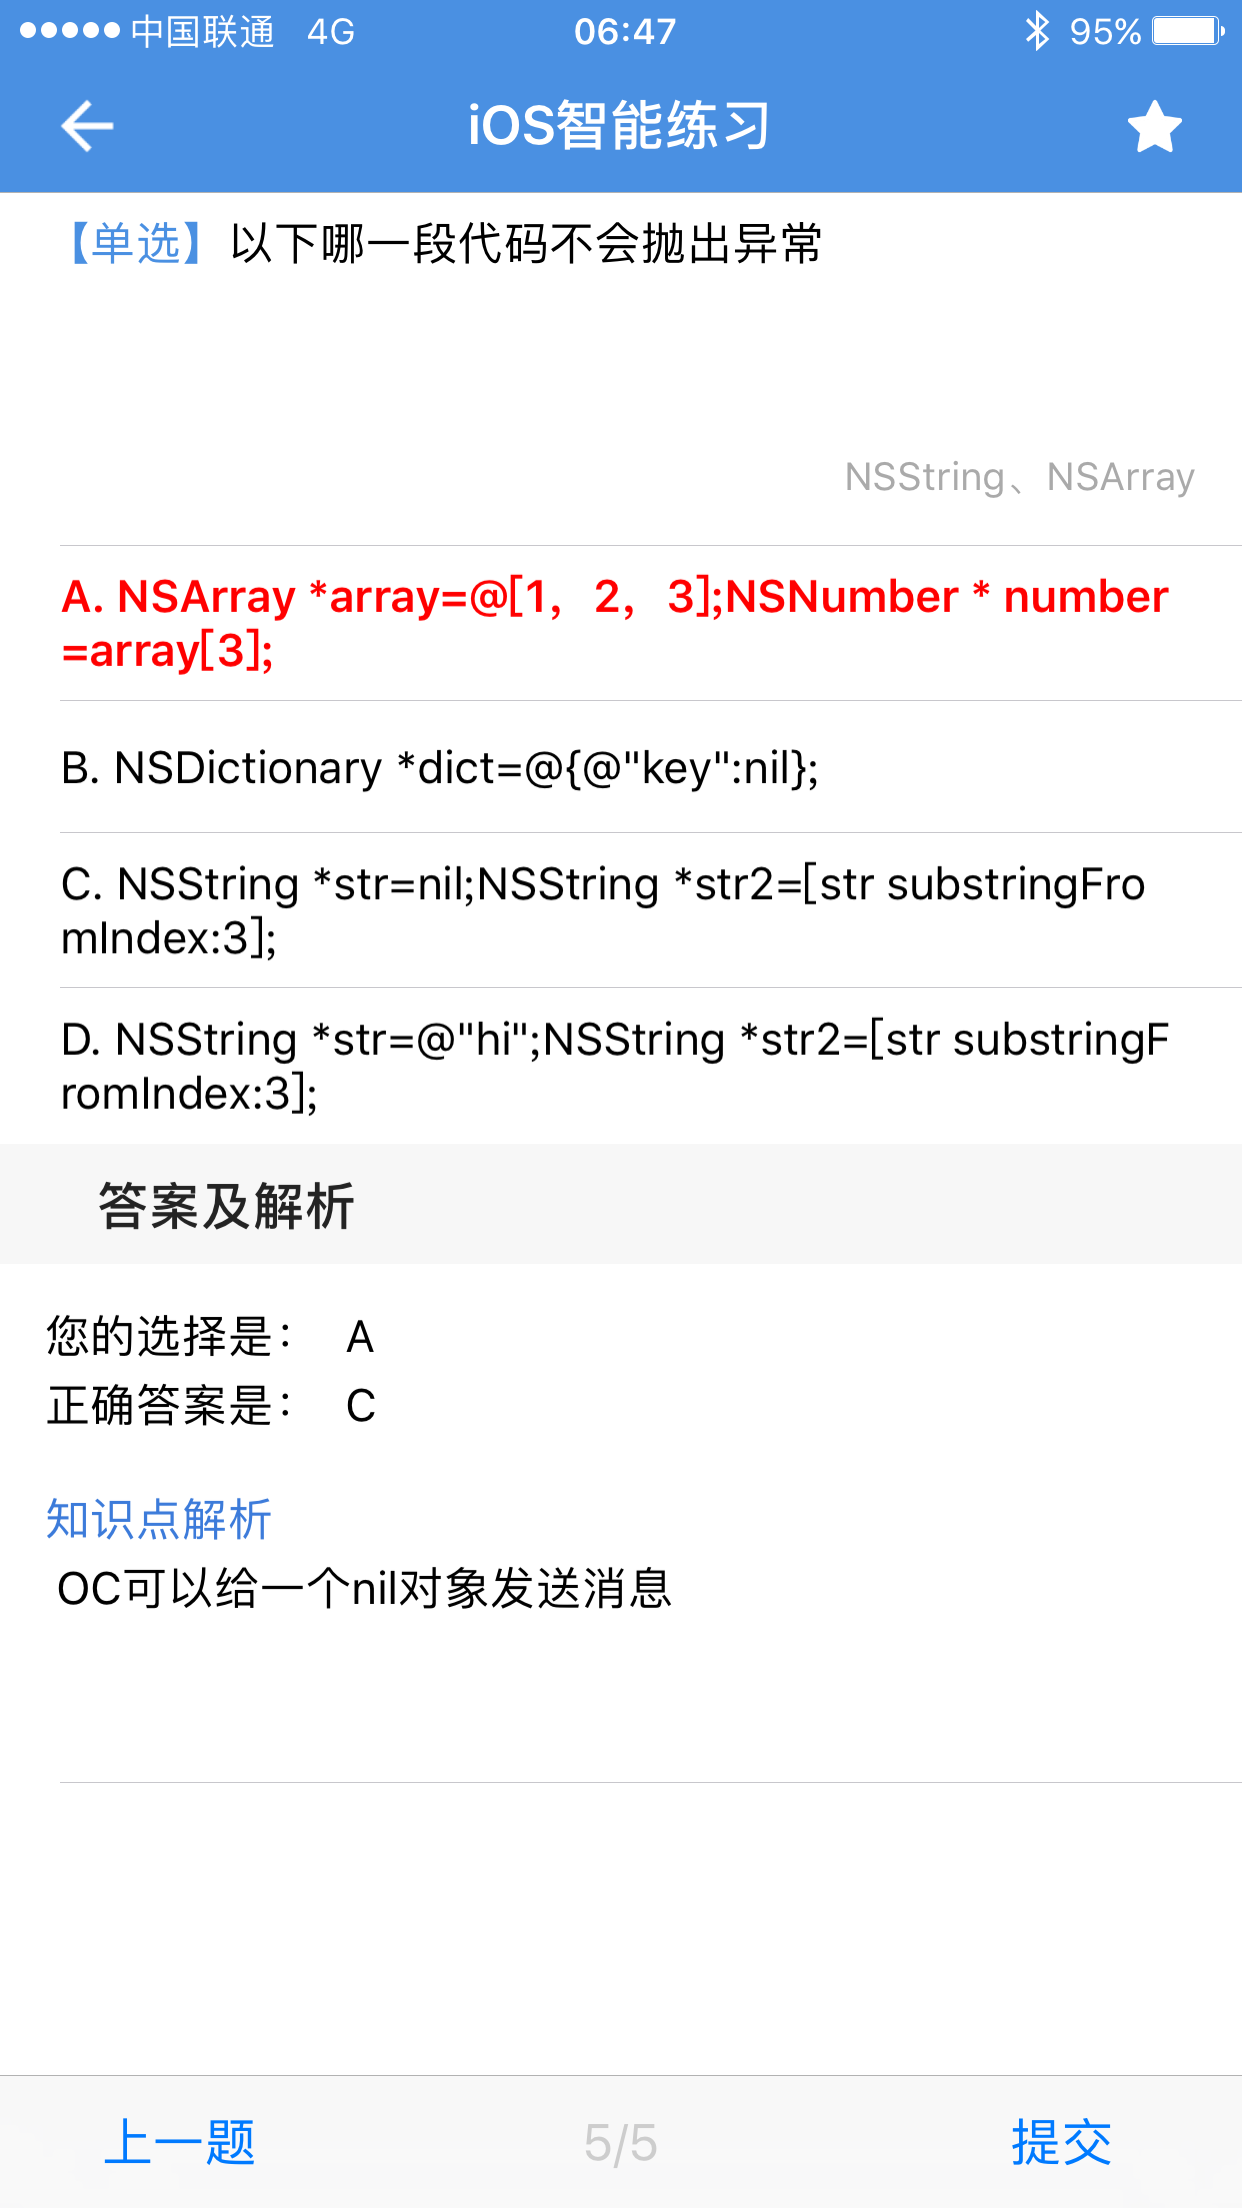 中国联通 4G 06:47 95%
iOS智能练习
【单选】以下哪一段代码不会抛出异常
NSString、NSArray
A. NSArray *array=@[1，2，3];NSNumber * number
=array[3];
B. NSDictionary *dict=@{@"key":nil};
C. NSString *str=nil;NSString *str2=[str substringFro
mIndex:3];
D. NSString *str=@"hi";NSString *str2=[str substringF
romIndex:3];
答案及解析
您的选择是： A
正确答案是： C
知识点解析
OC可以给一个nil对象发送消息
上一题 5/5 提交